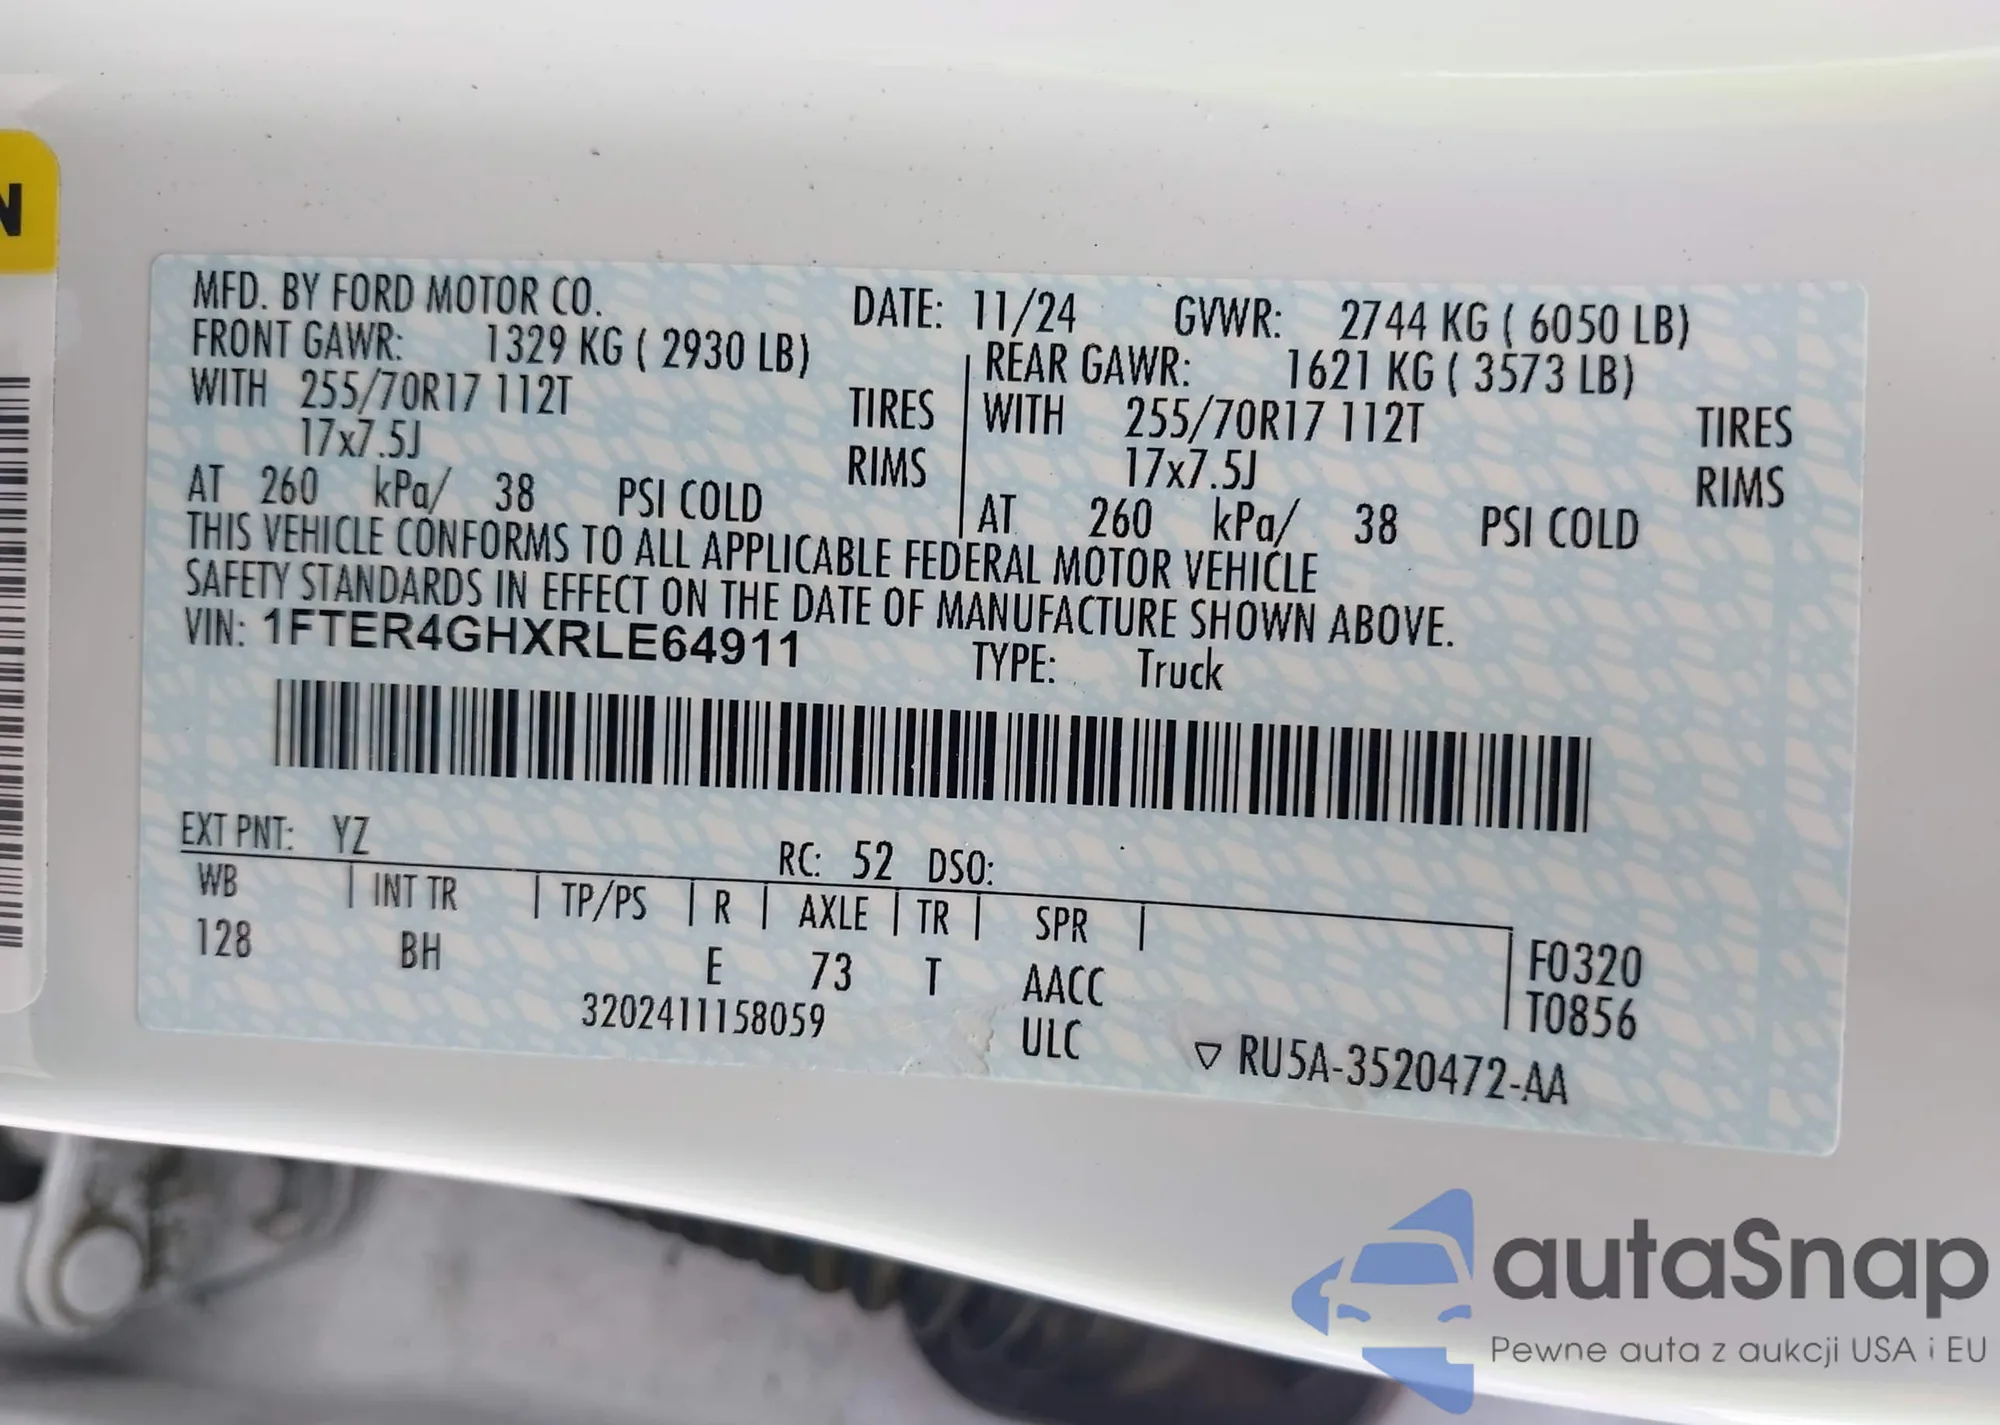 N
MFD. BY FORD MOTOR CO.
DATE: 11/24 GVWR: 2744 KG ( 6050 LB)
FRONT GAWR: 1329 KG ( 2930 LB)
REAR GAWR: 1621 KG ( 3573 LB)
WITH 255/70R17 112T TIRES
WITH 255/70R17 112T TIRES
17x7.5J RIMS
17x7.5J RIMS
AT 260 kPa/ 38 PSI COLD
AT 260 kPa/ 38 PSI COLD
THIS VEHICLE CONFORMS TO ALL APPLICABLE FEDERAL MOTOR VEHICLE
SAFETY STANDARDS IN EFFECT ON THE DATE OF MANUFACTURE SHOWN ABOVE.
VIN: 1FTER4GHXRLE64911 TYPE: Truck
EXT PNT: YZ RC: 52 DSO:
WB | INT TR | TP/PS | R | AXLE | TR | SPR |
128 BH E 73 T AACC
F0320
T0856
3202411158059 ULC
▽ RU5A-3520472-AA
autaSnap
Pewne auta z aukcji USA i EU